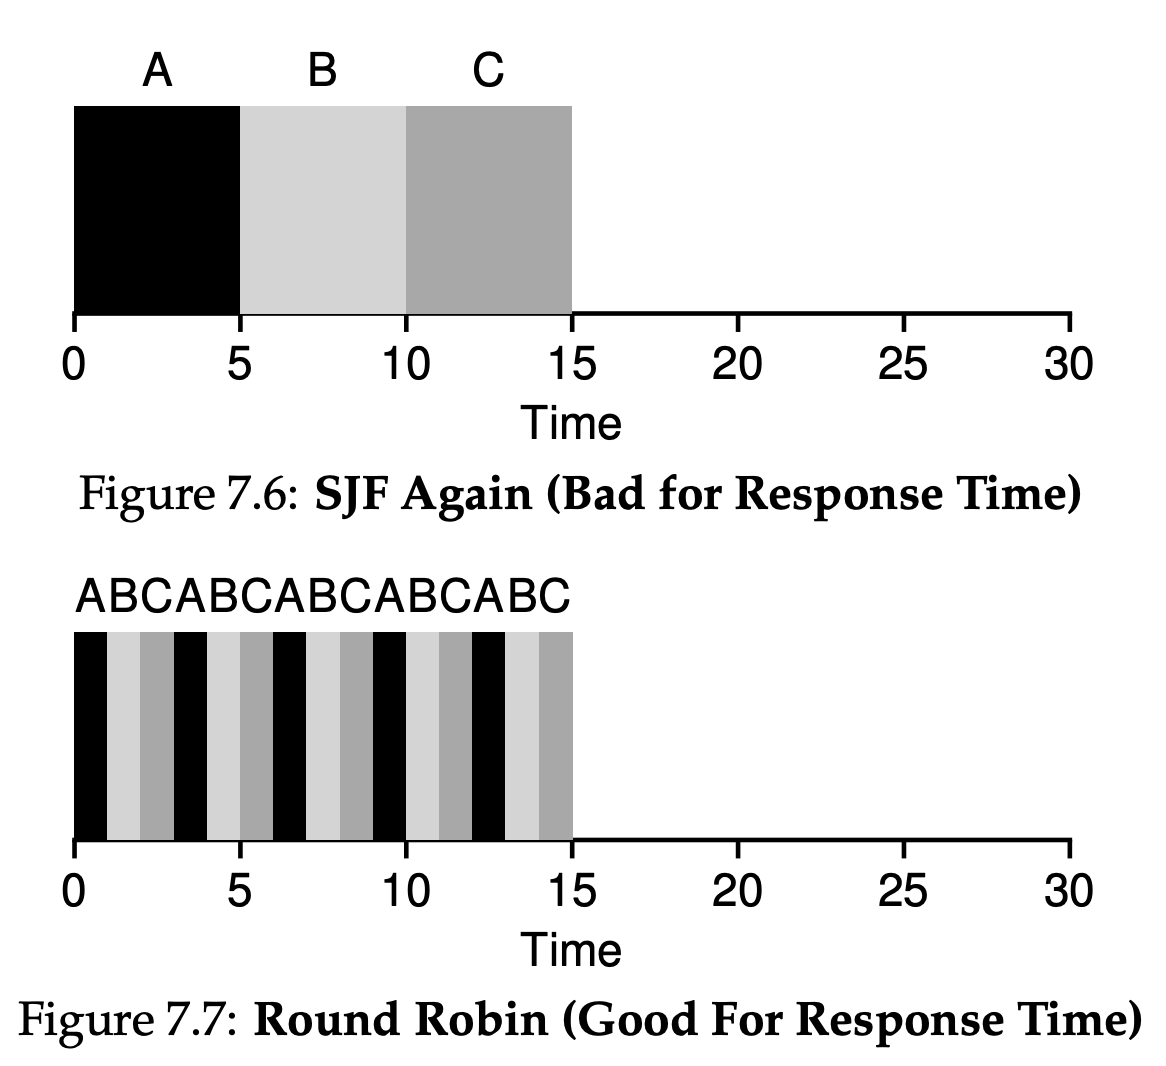 A B C
0 5 10 15 20 25 30
Time
Figure 7.6: SJF Again (Bad for Response Time)
ABCABCABCABCABC
0 5 10 15 20 25 30
Time
Figure 7.7: Round Robin (Good For Response Time)